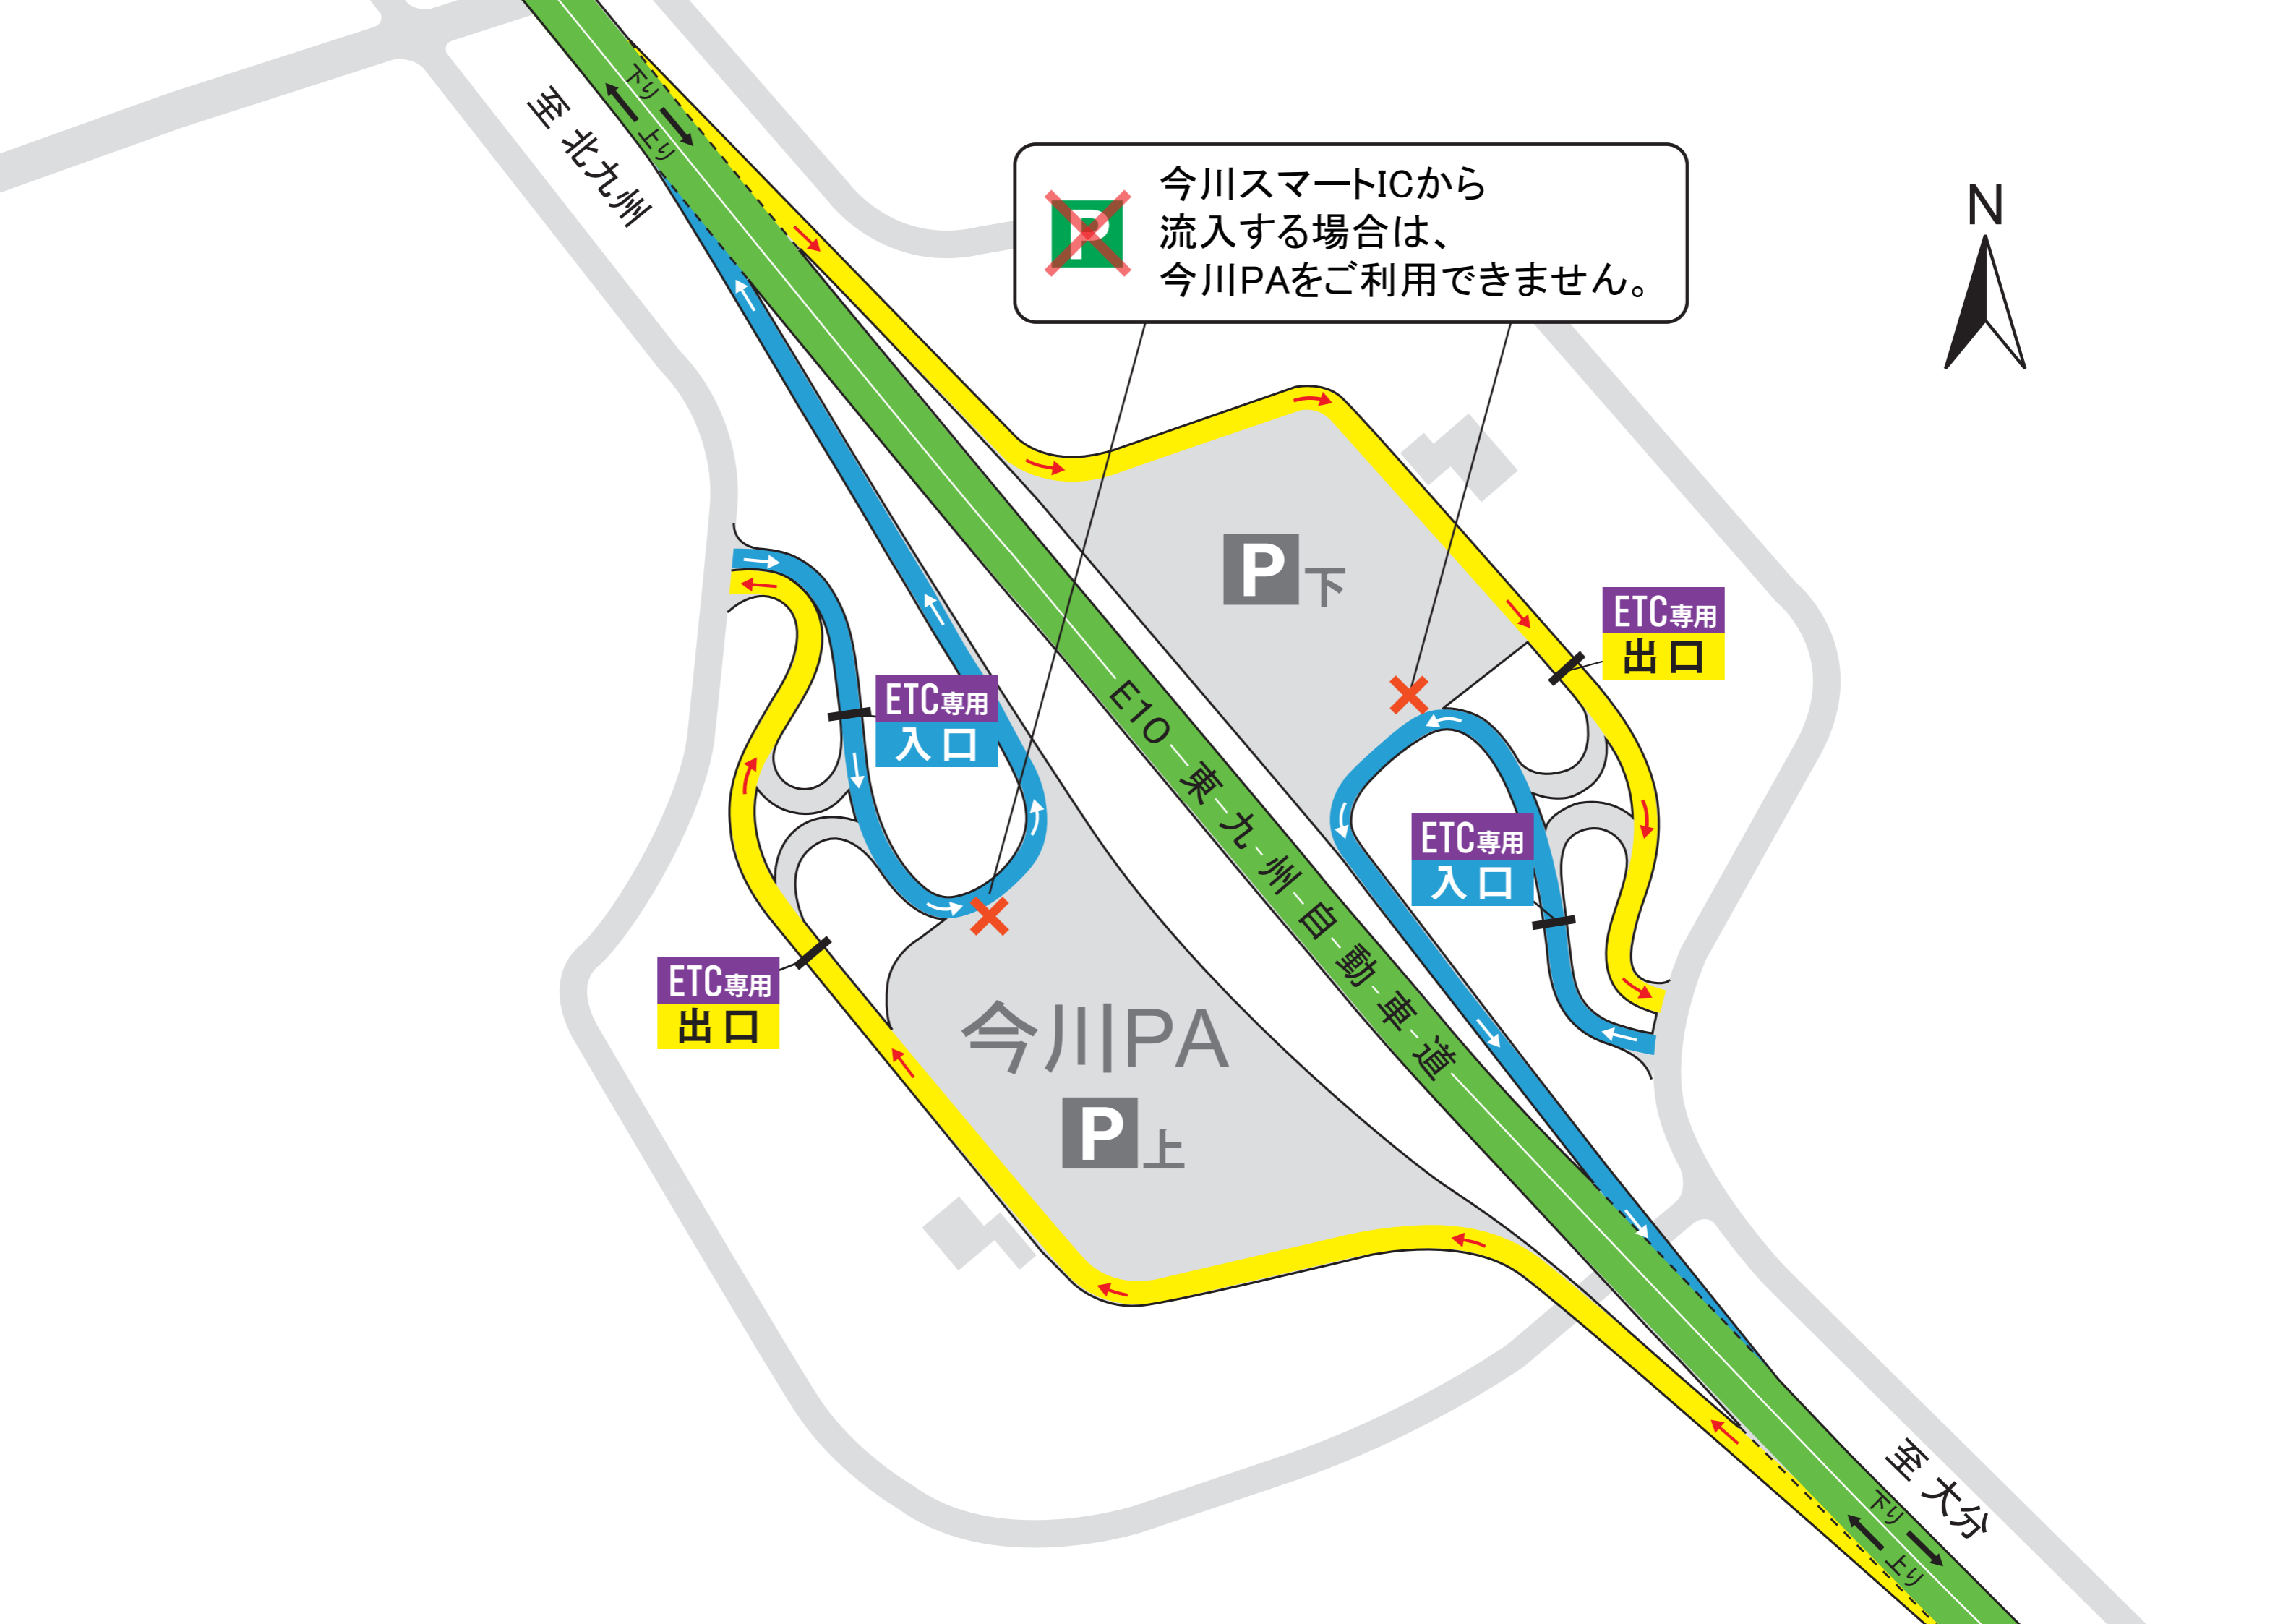 下り
上り
至 北九州
P
今川スマートICから
流入する場合は、
今川PAをご利用できません。
N
P下
ETC専用
出口
ETC専用
入口
E10 東九州自動車道
ETC専用
入口
ETC専用
出口
今川PA
P上
至 大分
下り
上り